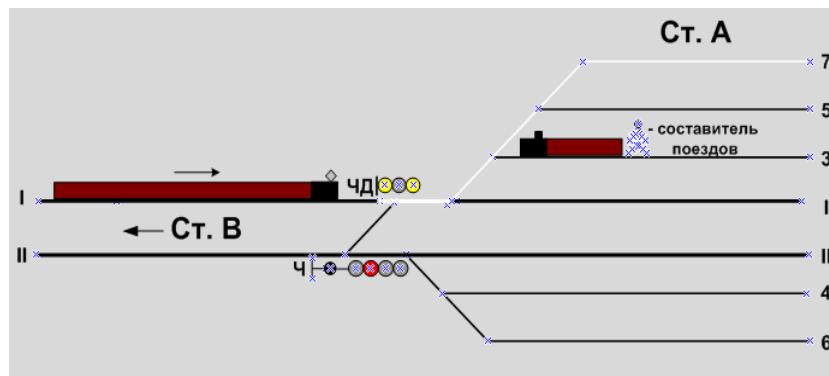 Ст. А
7
5
- составитель
поездов
3
ЧД
I
I
Ст. В
II
II
Ч
4
6